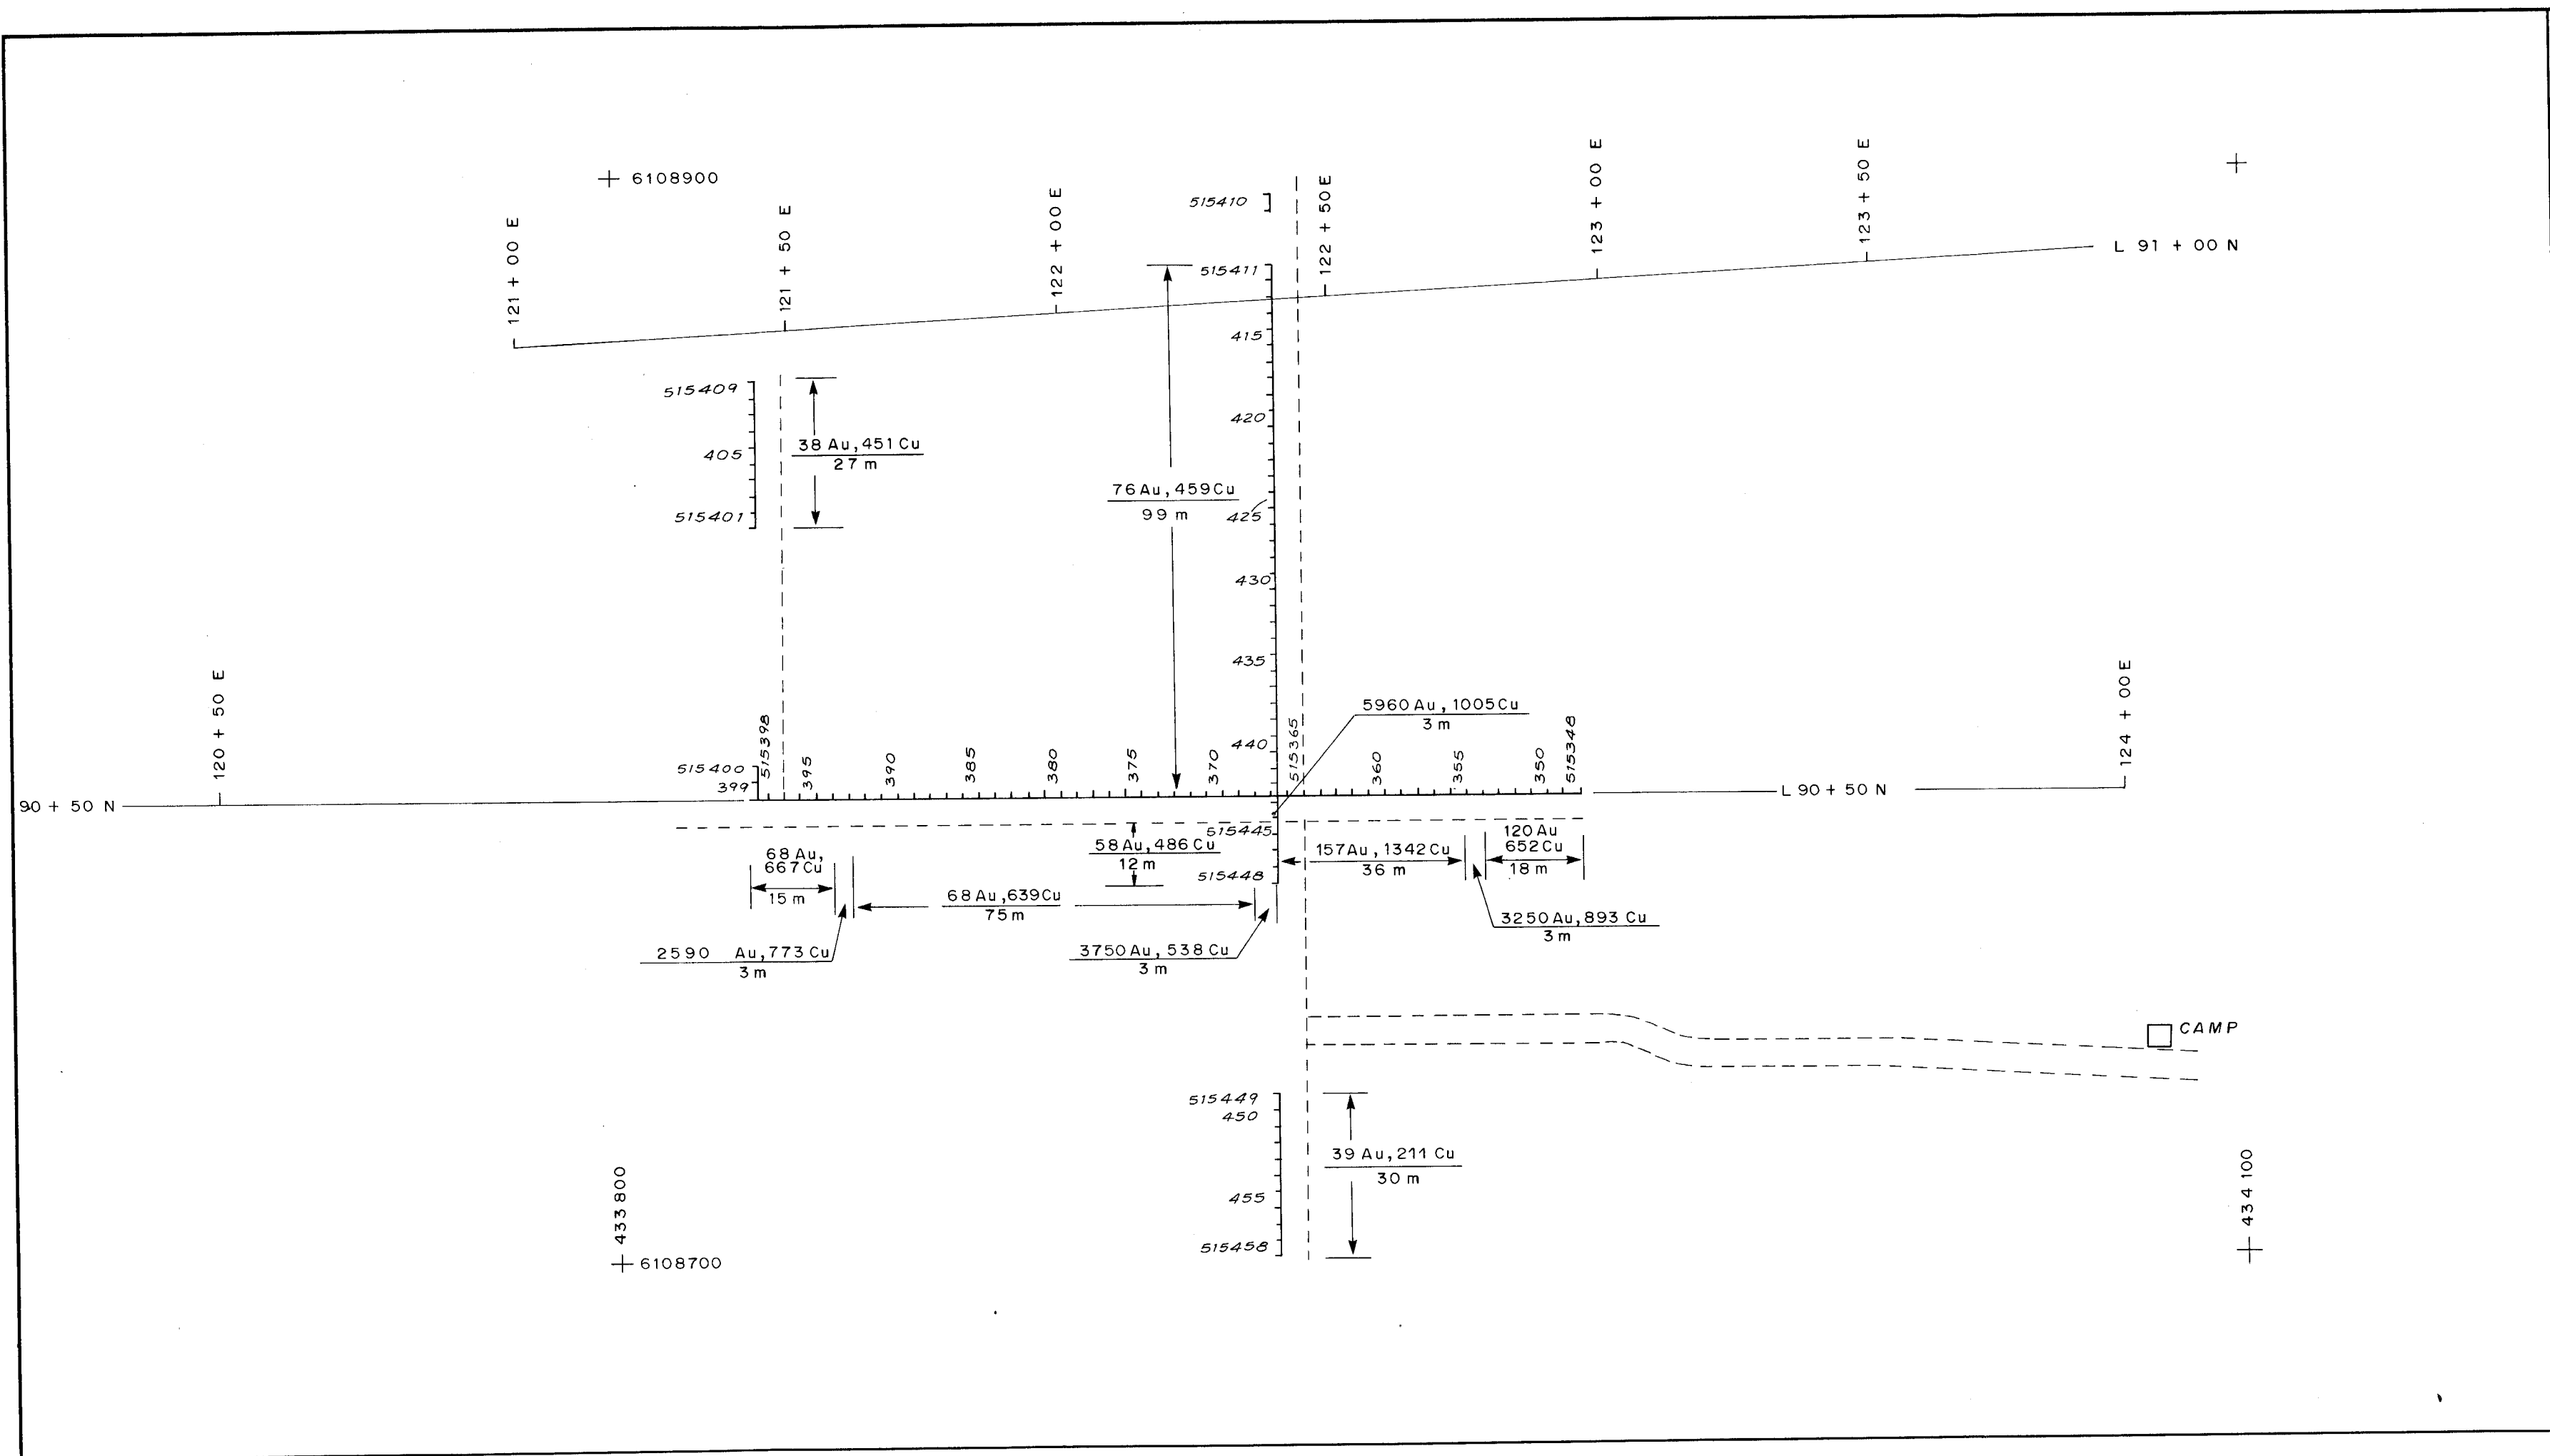 6108900
121 + 00 E
121 + 50 E
122 + 00 E
122 + 50 E
123 + 00 E
123 + 50 E
515410
L 91 + 00 N
515411
415
420
425
430
435
440
515409
405
515401
38 Au, 451 Cu
27 m
76 Au, 459 Cu
99 m
120 + 50 E
124 + 00 E
5960 Au, 1005 Cu
3 m
515400
399
515398
395
390
385
380
375
370
515365
360
355
350
515348
90 + 50 N
L 90 + 50 N
515445
515448
68 Au,
667 Cu
15 m
58 Au, 486 Cu
12 m
157 Au, 1342 Cu
36 m
120 Au
652 Cu
18 m
68 Au, 639 Cu
75 m
3250 Au, 893 Cu
3 m
2590 Au, 773 Cu
3 m
3750 Au, 538 Cu
3 m
CAMP
515449
450
455
515458
39 Au, 211 Cu
30 m
433800
6108700
434100